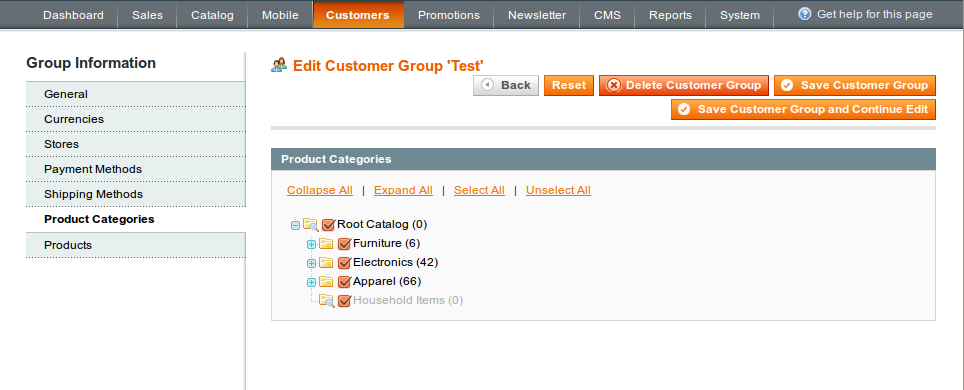 Dashboard Sales Catalog Mobile Customers Promotions Newsletter CMS Reports System Get help for this page
Group Information
General
Currencies
Stores
Payment Methods
Shipping Methods
Product Categories
Products
Edit Customer Group 'Test'
Back Reset Delete Customer Group Save Customer Group
Save Customer Group and Continue Edit
Product Categories
Collapse All | Expand All | Select All | Unselect All
Root Catalog (0)
Furniture (6)
Electronics (42)
Apparel (66)
Household Items (0)